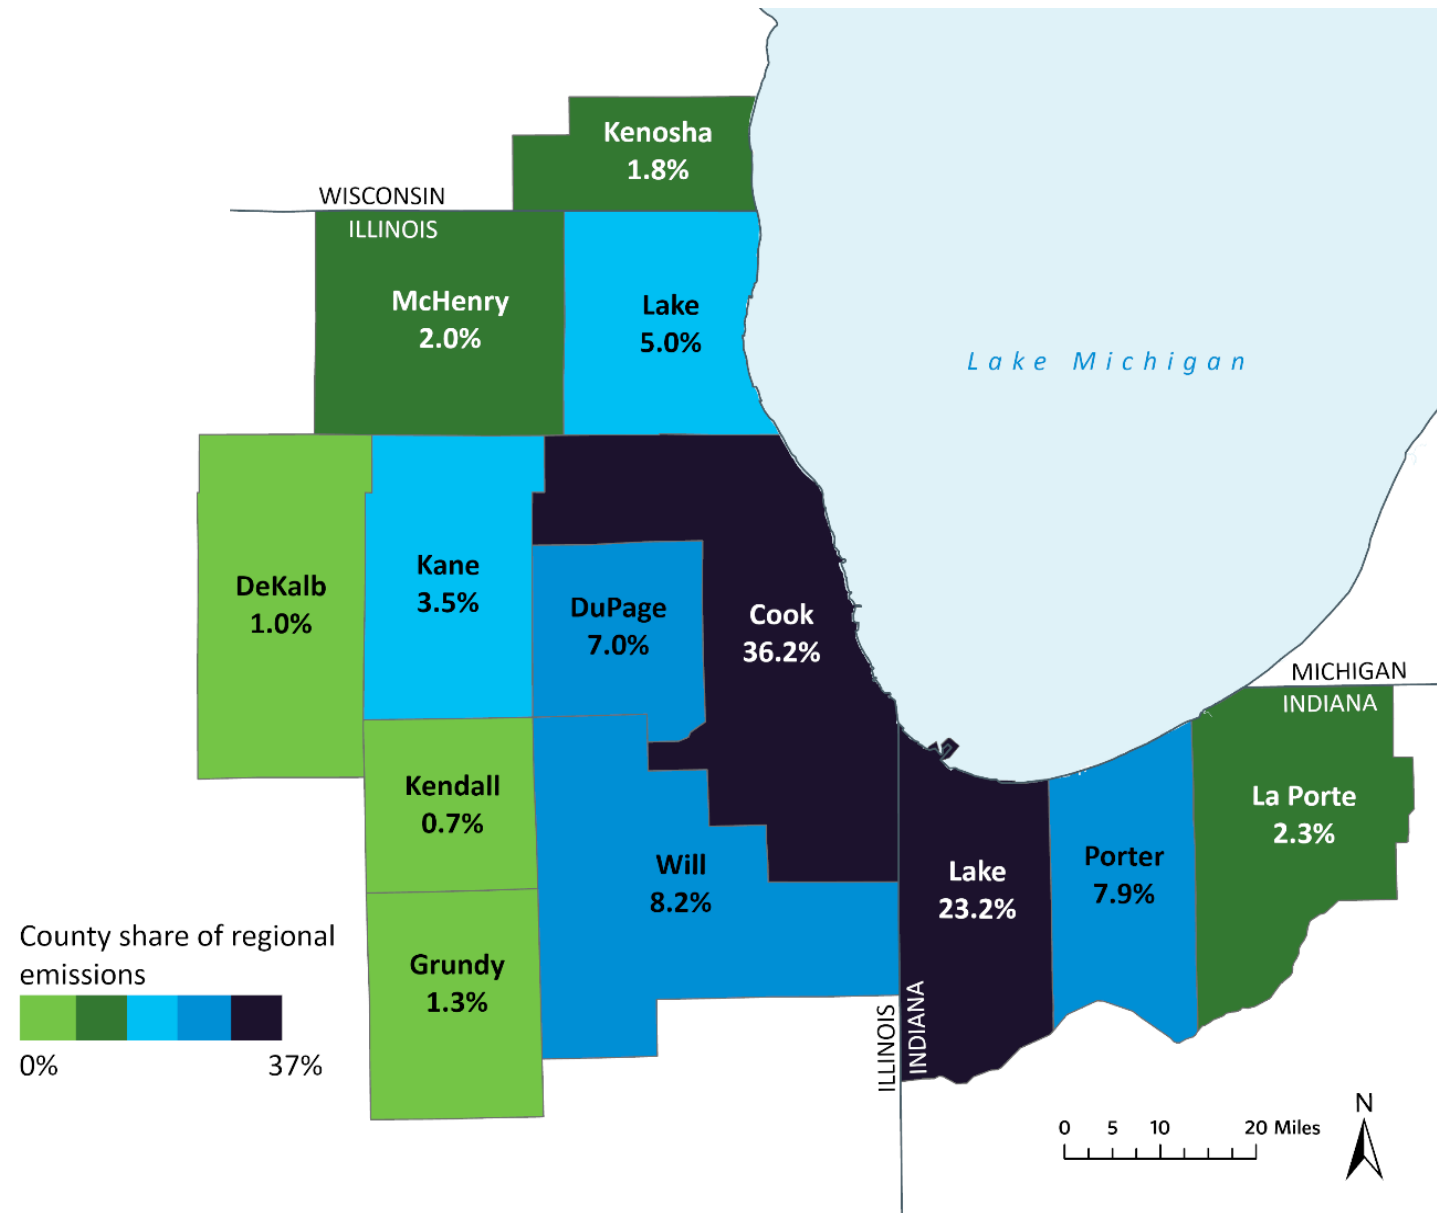 Kenosha
1.8%
WISCONSIN
ILLINOIS
McHenry
2.0%
Lake
5.0%
Lake Michigan
DeKalb
1.0%
Kane
3.5%
DuPage
7.0%
Cook
36.2%
MICHIGAN
INDIANA
Kendall
0.7%
Will
8.2%
Lake
23.2%
Porter
7.9%
La Porte
2.3%
Grundy
1.3%
ILLINOIS
INDIANA
County share of regional
emissions
0% 37%
0 5 10 20 Miles
N